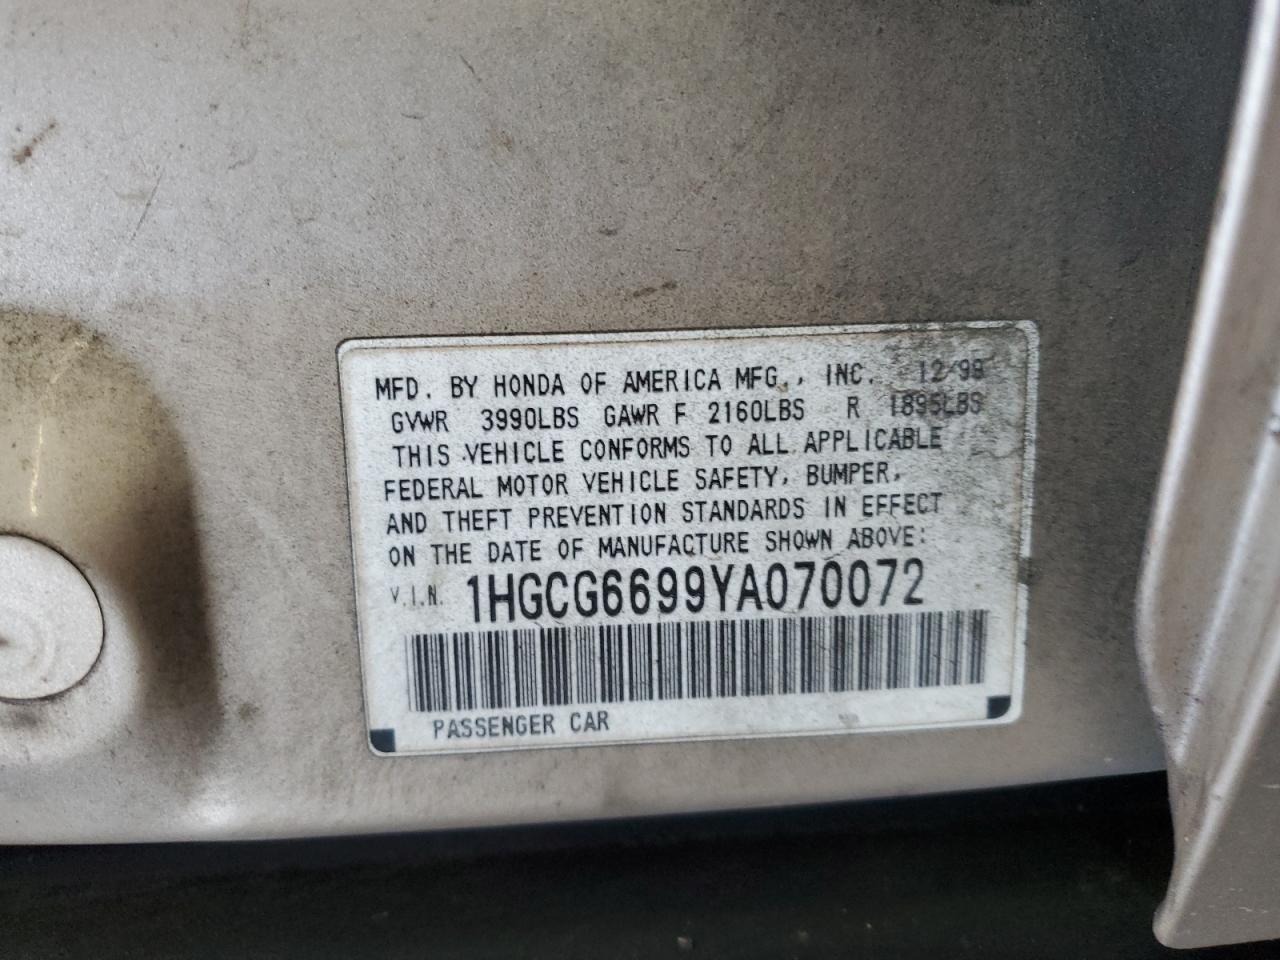 MFD. BY HONDA OF AMERICA MFG., INC. 12/99
GVWR 3990LBS GAWR F 2160LBS R 1895LBS
THIS VEHICLE CONFORMS TO ALL APPLICABLE
FEDERAL MOTOR VEHICLE SAFETY, BUMPER,
AND THEFT PREVENTION STANDARDS IN EFFECT
ON THE DATE OF MANUFACTURE SHOWN ABOVE:
V.I.N. 1HGCG6699YA070072
PASSENGER CAR